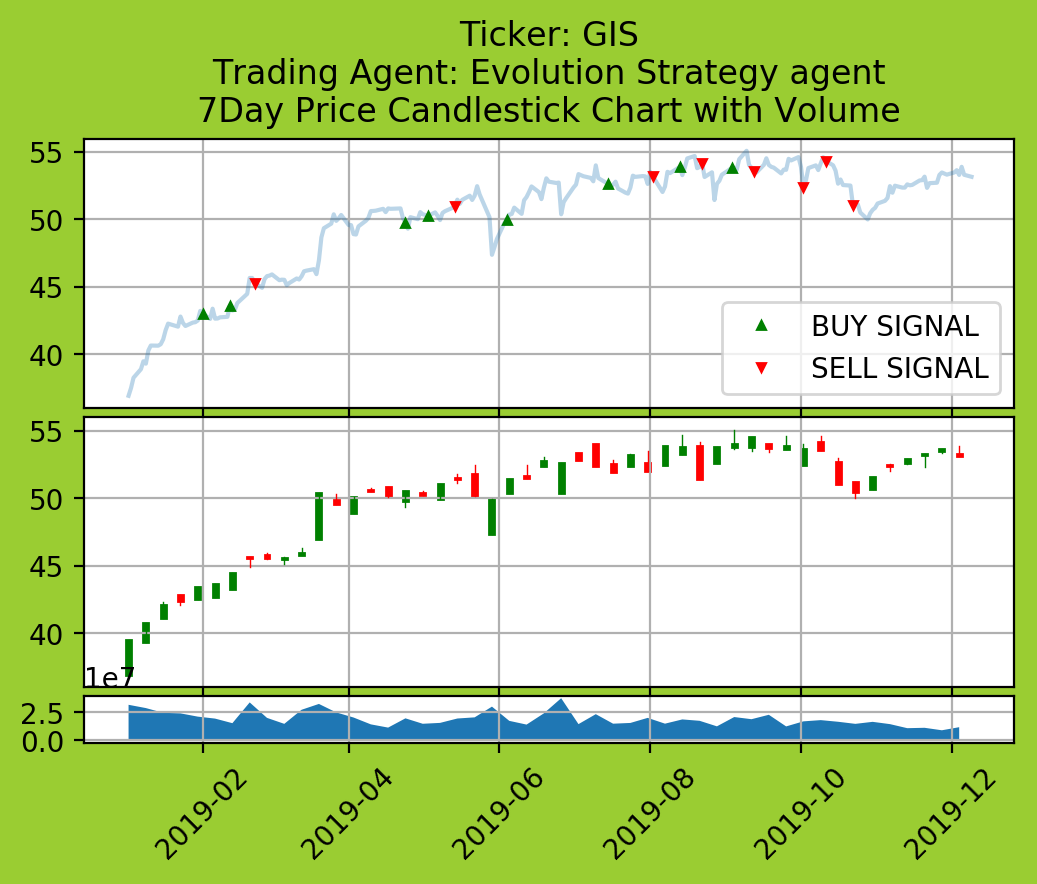 Ticker: GIS
Trading Agent: Evolution Strategy agent
7Day Price Candlestick Chart with Volume
55
50
45
40
BUY SIGNAL
SELL SIGNAL
55
50
45
40
1e7
2.5
0.0
2019-02
2019-04
2019-06
2019-08
2019-10
2019-12